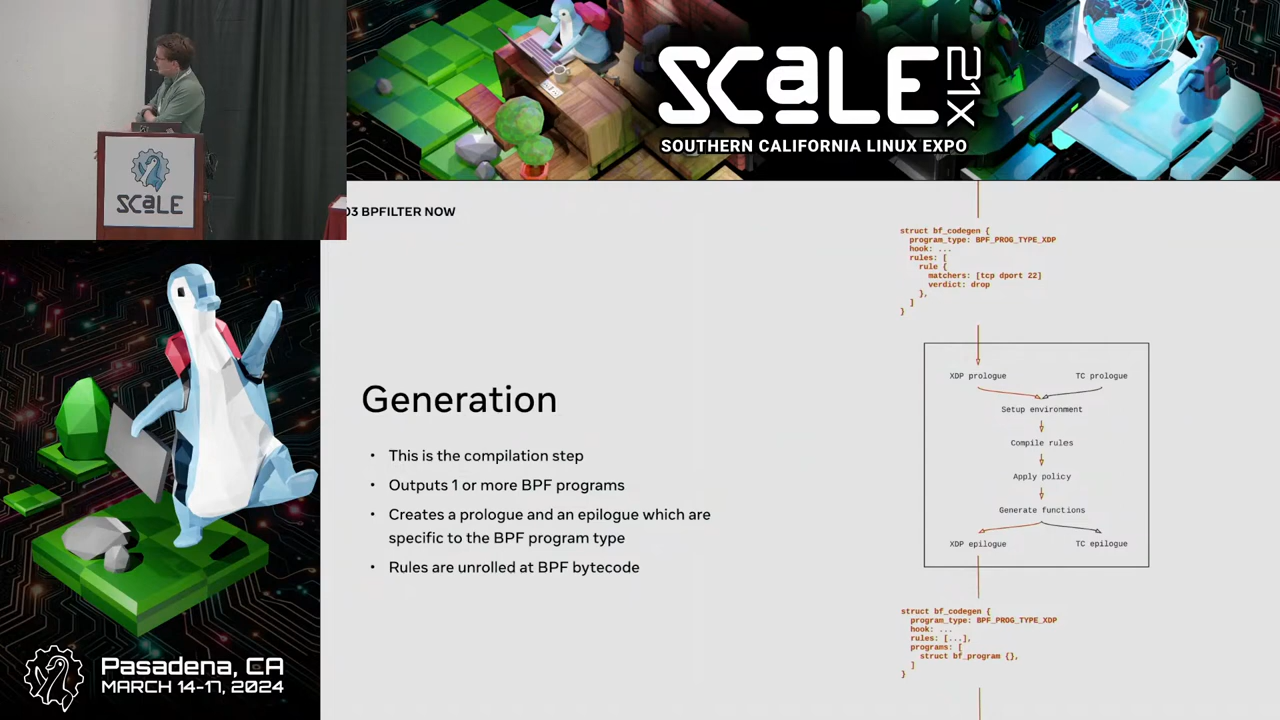 SCaLE 21X
SOUTHERN CALIFORNIA LINUX EXPO
SCaLE
03 BPFILTER NOW
Generation
• This is the compilation step
• Outputs 1 or more BPF programs
• Creates a prologue and an epilogue which are
specific to the BPF program type
• Rules are unrolled at BPF bytecode
struct bf_codegen {
program_type: BPF_PROG_TYPE_XDP
hook: ...
rules: [
rule {
matchers: [tcp dport 22]
verdict: drop
},
]
}
XDP prologue TC prologue
Setup environment
Compile rules
Apply policy
Generate functions
XDP epilogue TC epilogue
struct bf_codegen {
program_type: BPF_PROG_TYPE_XDP
hook: ...
rules: [...],
programs: [
struct bf_program {},
]
}
Pasadena, CA
MARCH 14-17, 2024